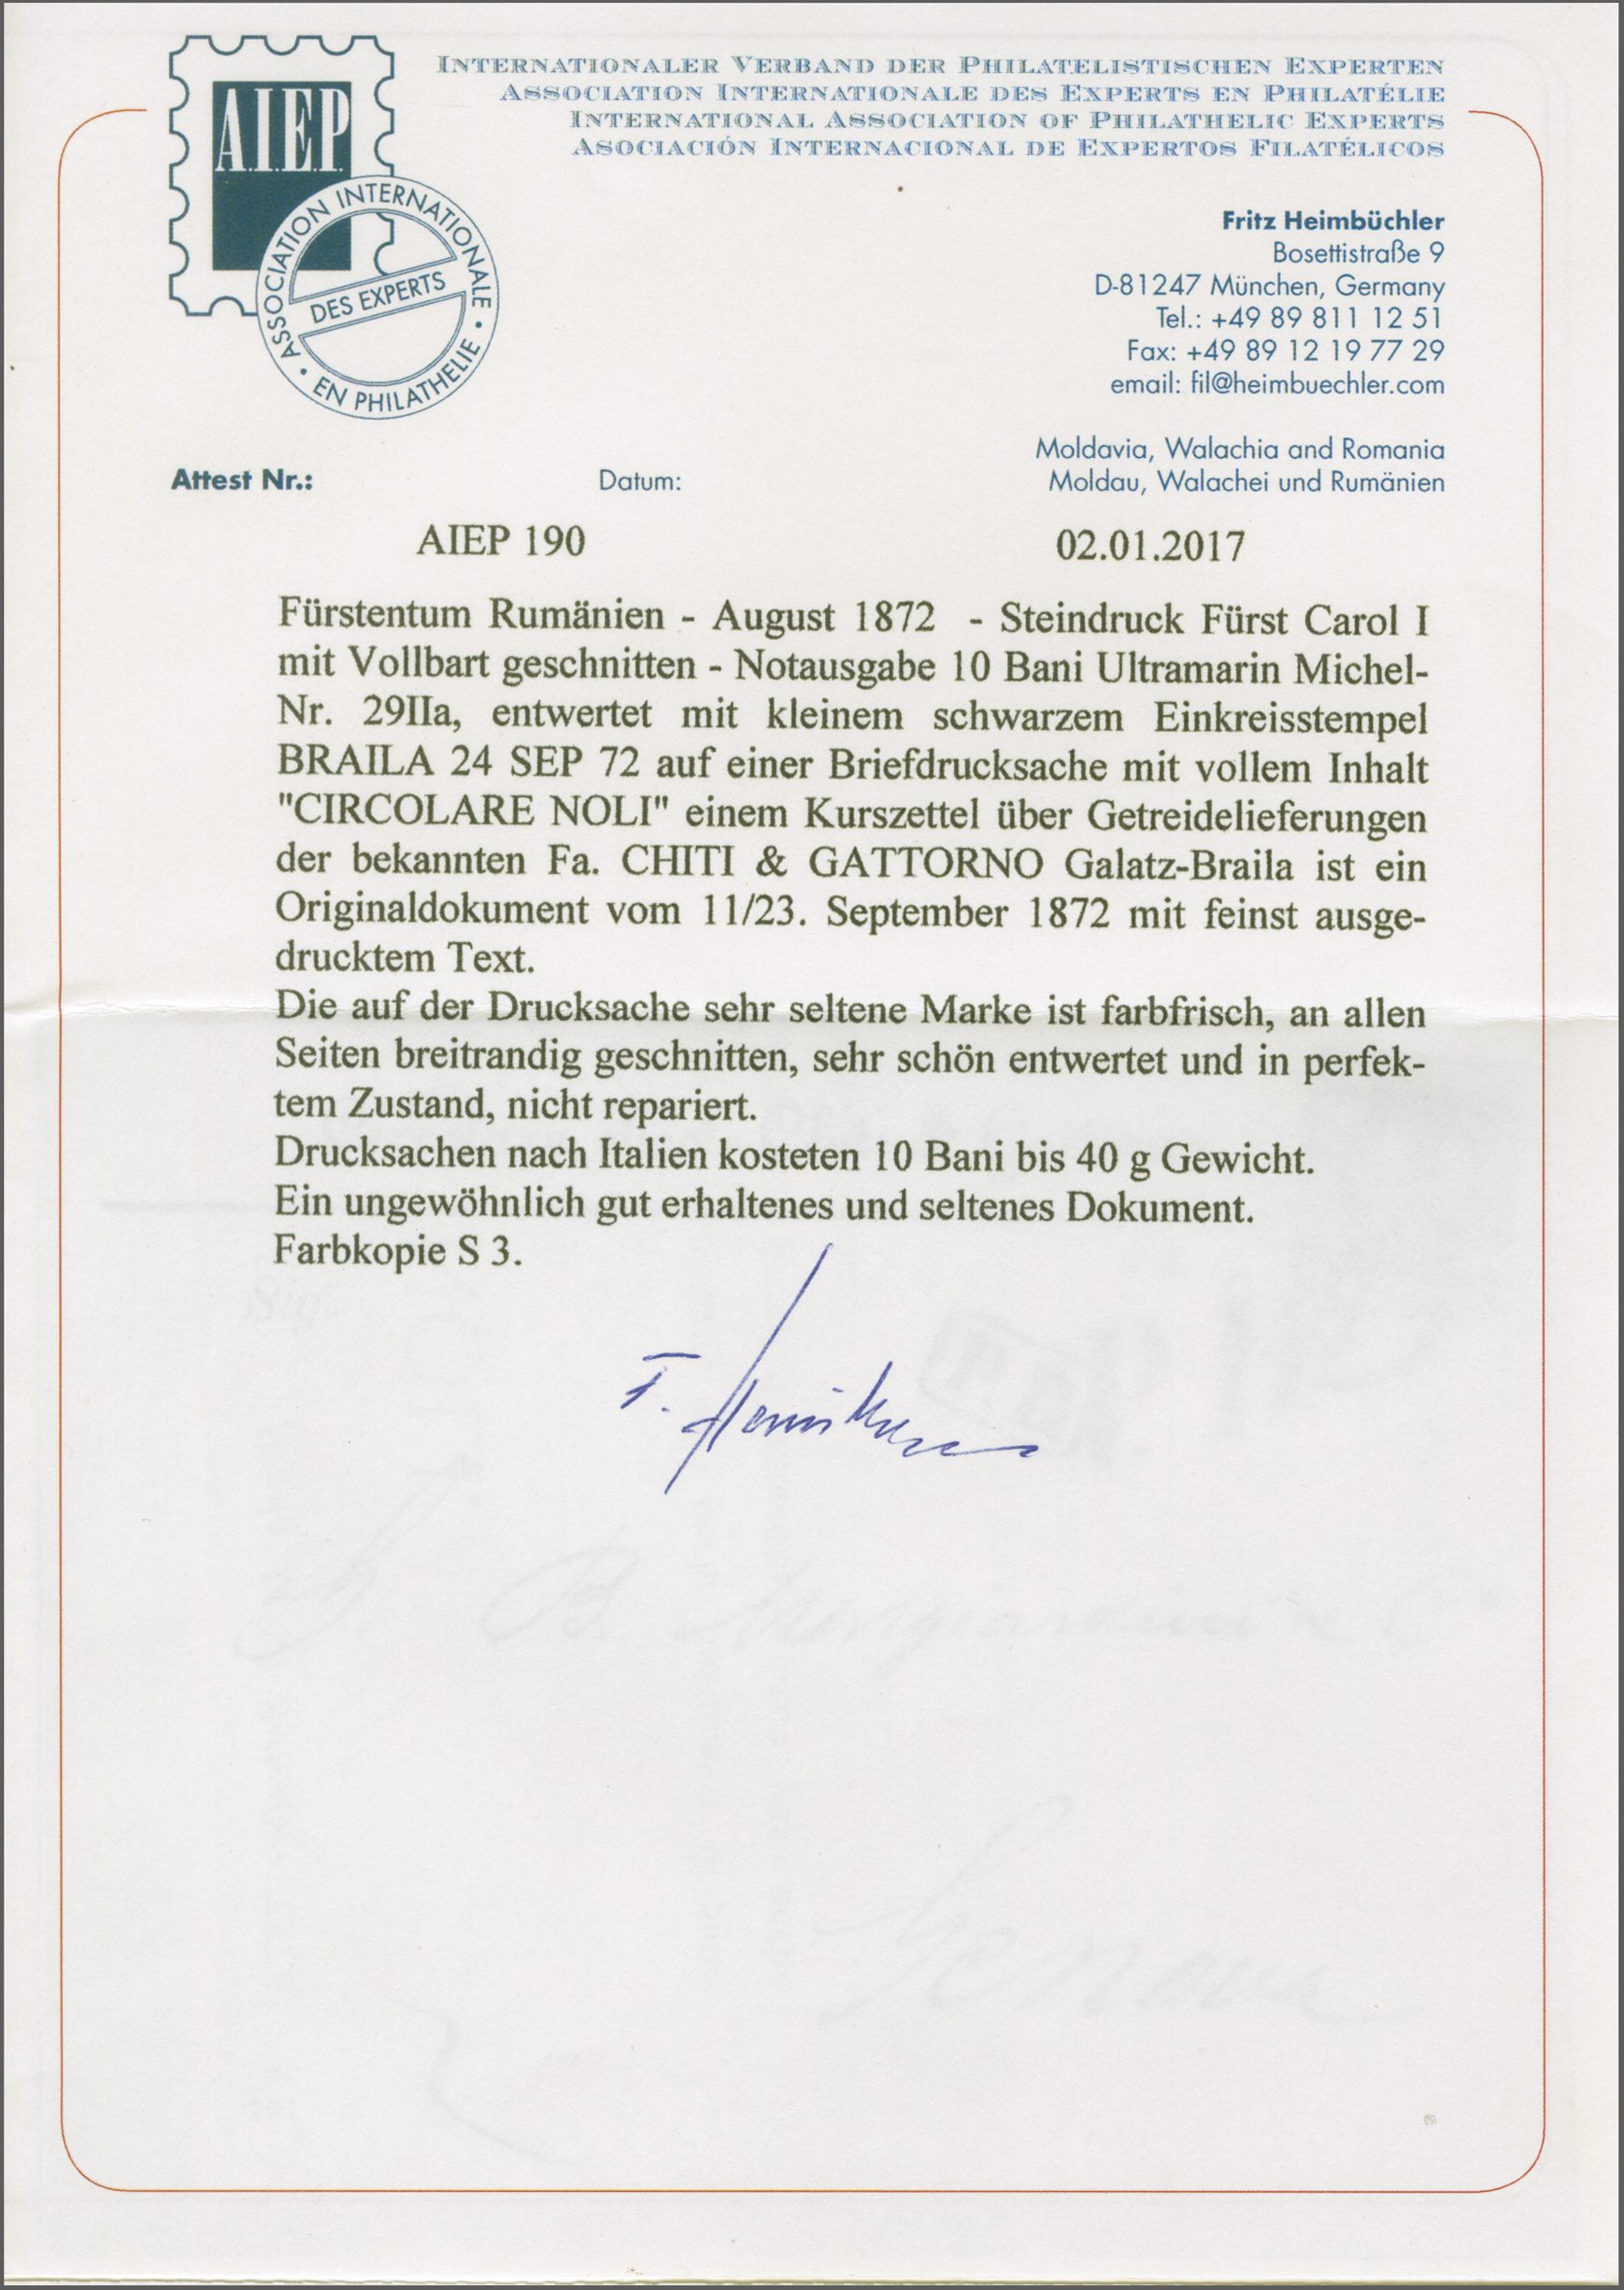 AIEP
ASSOCIATION INTERNATIONALE • EN PHILATHELIE •
DES EXPERTS
INTERNATIONALER VERBAND DER PHILATELISTISCHEN EXPERTEN
ASSOCIATION INTERNATIONALE DES EXPERTS EN PHILATÉLIE
INTERNATIONAL ASSOCIATION OF PHILATHELIC EXPERTS
ASOCIACIÓN INTERNACIONAL DE EXPERTOS FILATÉLICOS
Fritz Heimbüchler
Bosettistraße 9
D-81247 München, Germany
Tel.: +49 89 811 12 51
Fax: +49 89 12 19 77 29
email: fil@heimbuechler.com
Moldavia, Walachia and Romania
Moldau, Walachei und Rumänien
Attest Nr.: Datum:
AIEP 190 02.01.2017
Fürstentum Rumänien - August 1872 - Steindruck Fürst Carol I
mit Vollbart geschnitten - Notausgabe 10 Bani Ultramarin Michel-
Nr. 29IIa, entwertet mit kleinem schwarzem Einkreisstempel
BRAILA 24 SEP 72 auf einer Briefdrucksache mit vollem Inhalt
"CIRCOLARE NOLI" einem Kurszettel über Getreidelieferungen
der bekannten Fa. CHITI & GATTORNO Galatz-Braila ist ein
Originaldokument vom 11/23. September 1872 mit feinst ausge-
drucktem Text.
Die auf der Drucksache sehr seltene Marke ist farbfrisch, an allen
Seiten breitrandig geschnitten, sehr schön entwertet und in perfek-
tem Zustand, nicht repariert.
Drucksachen nach Italien kosteten 10 Bani bis 40 g Gewicht.
Ein ungewöhnlich gut erhaltenes und seltenes Dokument.
Farbkopie S 3.